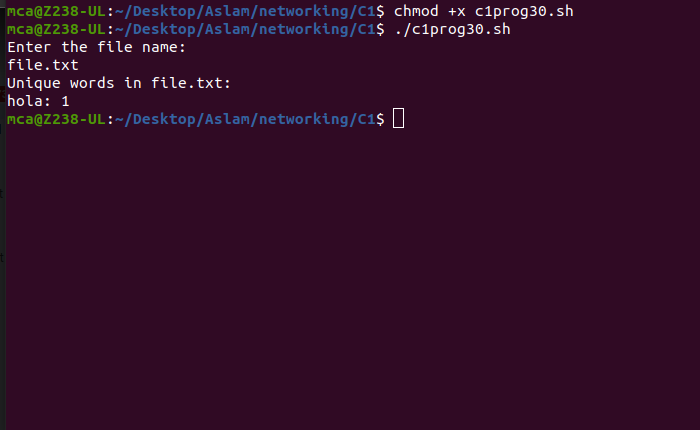 mca@Z238-UL:~/Desktop/Aslam/networking/C1$ chmod +x c1prog30.sh
mca@Z238-UL:~/Desktop/Aslam/networking/C1$ ./c1prog30.sh
Enter the file name:
file.txt
Unique words in file.txt:
hola: 1
mca@Z238-UL:~/Desktop/Aslam/networking/C1$